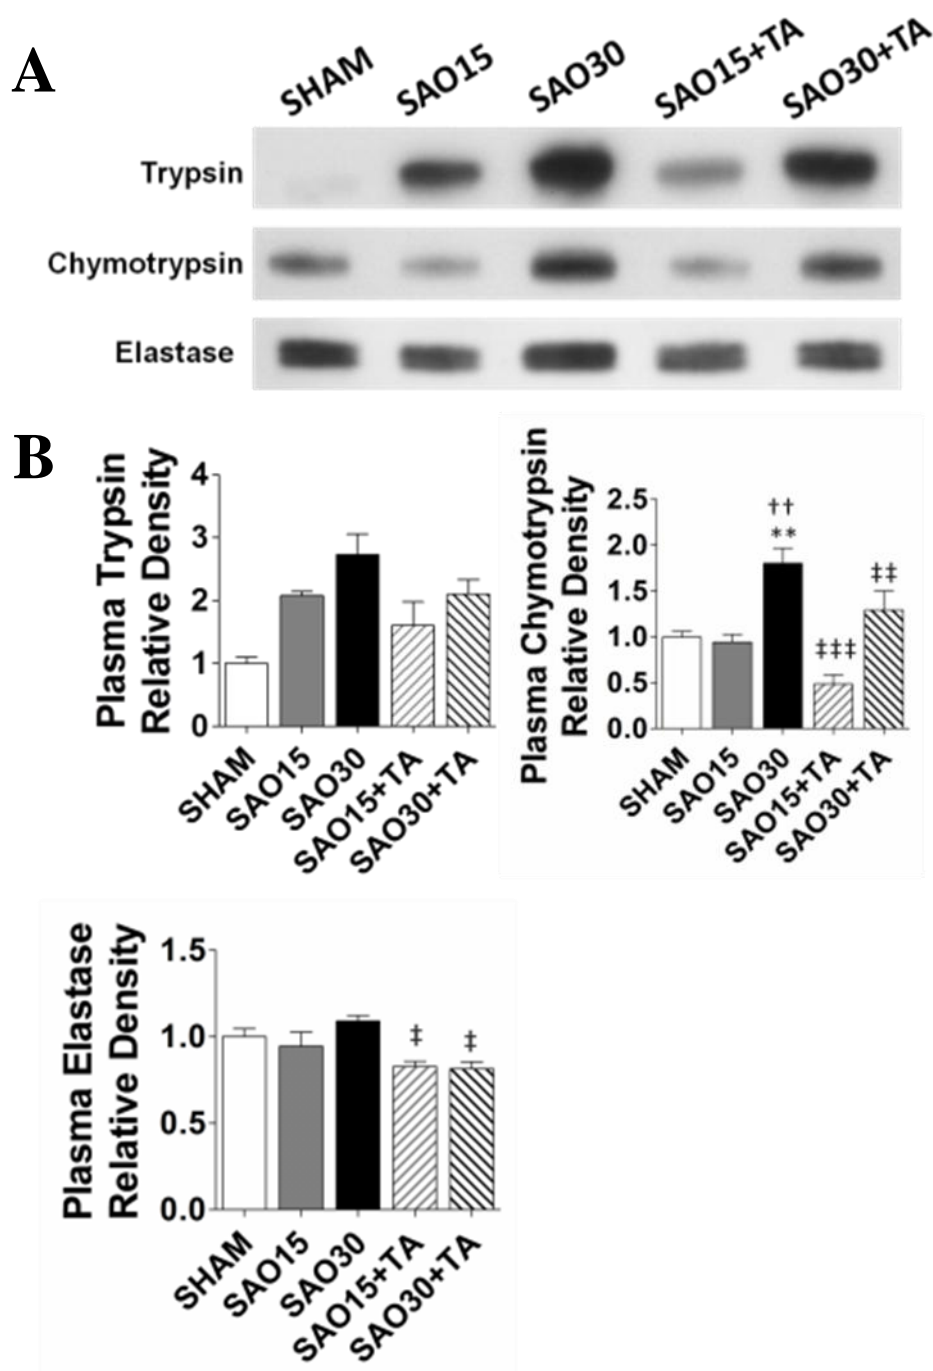 A
SHAM
SAO15
SAO30
SAO15+TA
SAO30+TA
Trypsin
Chymotrypsin
Elastase
B
Plasma Trypsin
Relative Density
4
3
2
1
0
SHAM
SAO15
SAO30
SAO15+TA
SAO30+TA
Plasma Chymotrypsin
Relative Density
2.5
2.0
1.5
1.0
0.5
0.0
††
**
‡‡‡
‡‡
SHAM
SAO15
SAO30
SAO15+TA
SAO30+TA
Plasma Elastase
Relative Density
1.5
1.0
0.5
0.0
‡
‡
SHAM
SAO15
SAO30
SAO15+TA
SAO30+TA